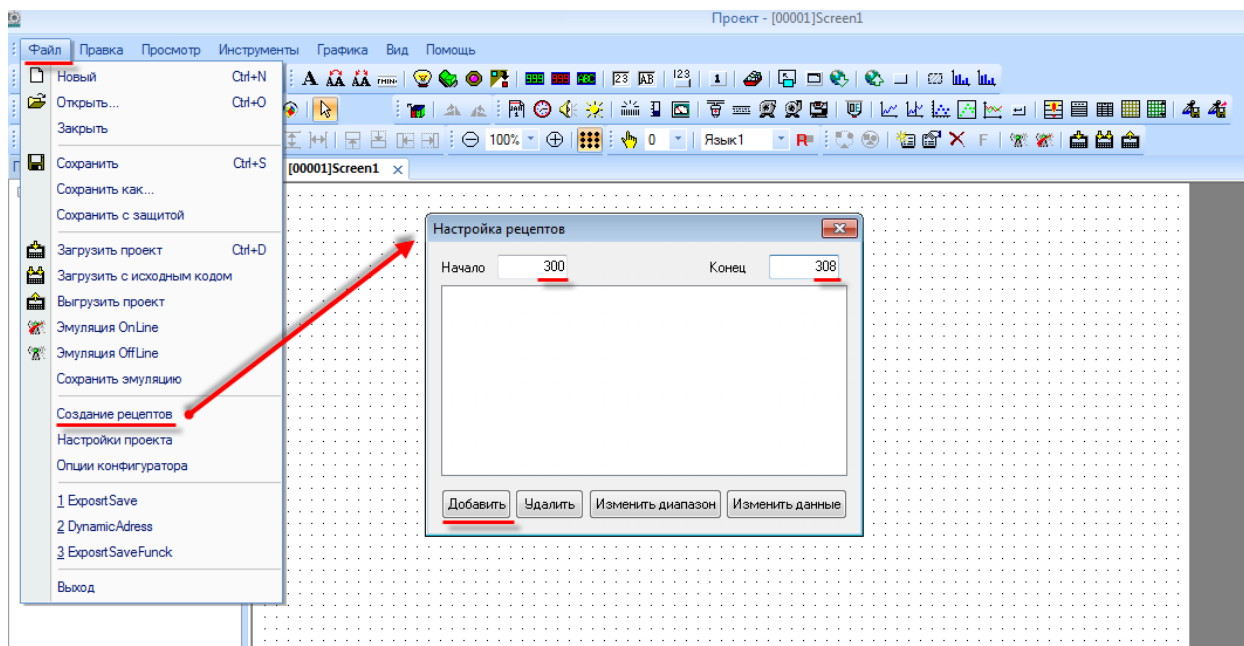 Проект - [00001]Screen1
Файл Правка Просмотр Инструменты Графика Вид Помощь
Новый Ctrl+N
Открыть... Ctrl+O
Закрыть
100% 0 Язык1
Сохранить Ctrl+S
[00001]Screen1
Сохранить как...
Сохранить с защитой
Загрузить проект Ctrl+D
Загрузить с исходным кодом
Выгрузить проект
Эмуляция OnLine
Эмуляция OffLine
Сохранить эмуляцию
Создание рецептов
Настройки проекта
Опции конфигуратора
1 ExposrtSave
2 DynamicAdress
3 ExposrtSaveFunck
Выход
Настройка рецептов
Начало 300 Конец 308
Добавить Удалить Изменить диапазон Изменить данные